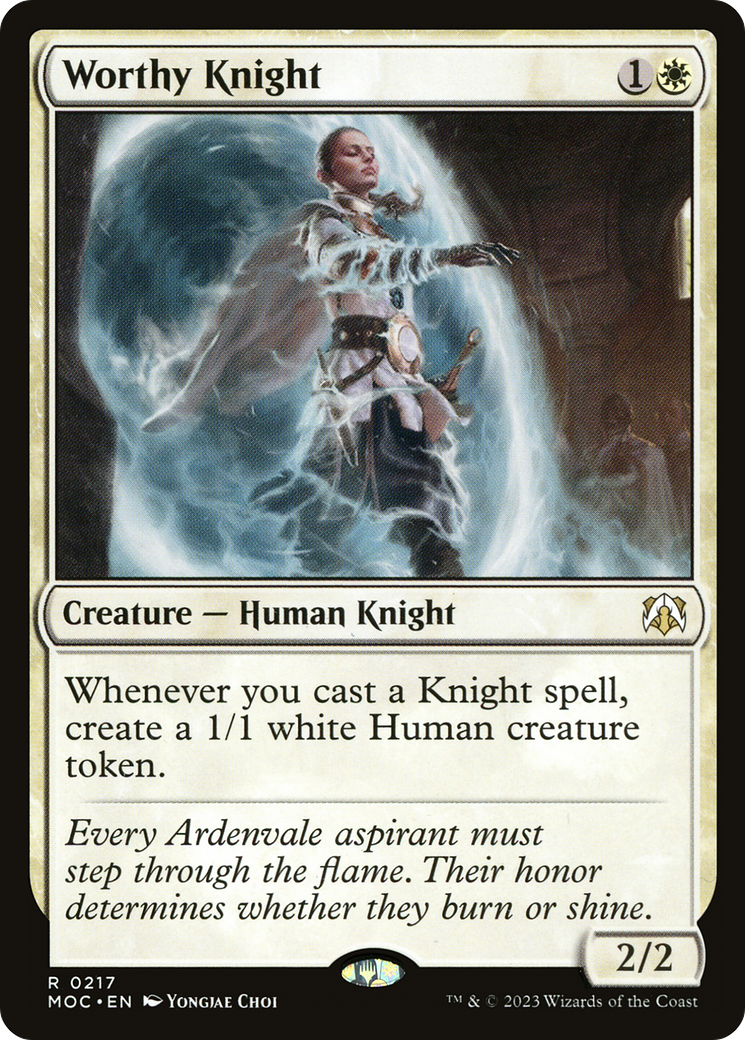 Worthy Knight 1
Creature — Human Knight
Whenever you cast a Knight spell,
create a 1/1 white Human creature
token.
Every Ardenvale aspirant must
step through the flame. Their honor
determines whether they burn or shine.
2/2
R 0217
MOC • EN Yongjae Choi
™ & © 2023 Wizards of the Coast